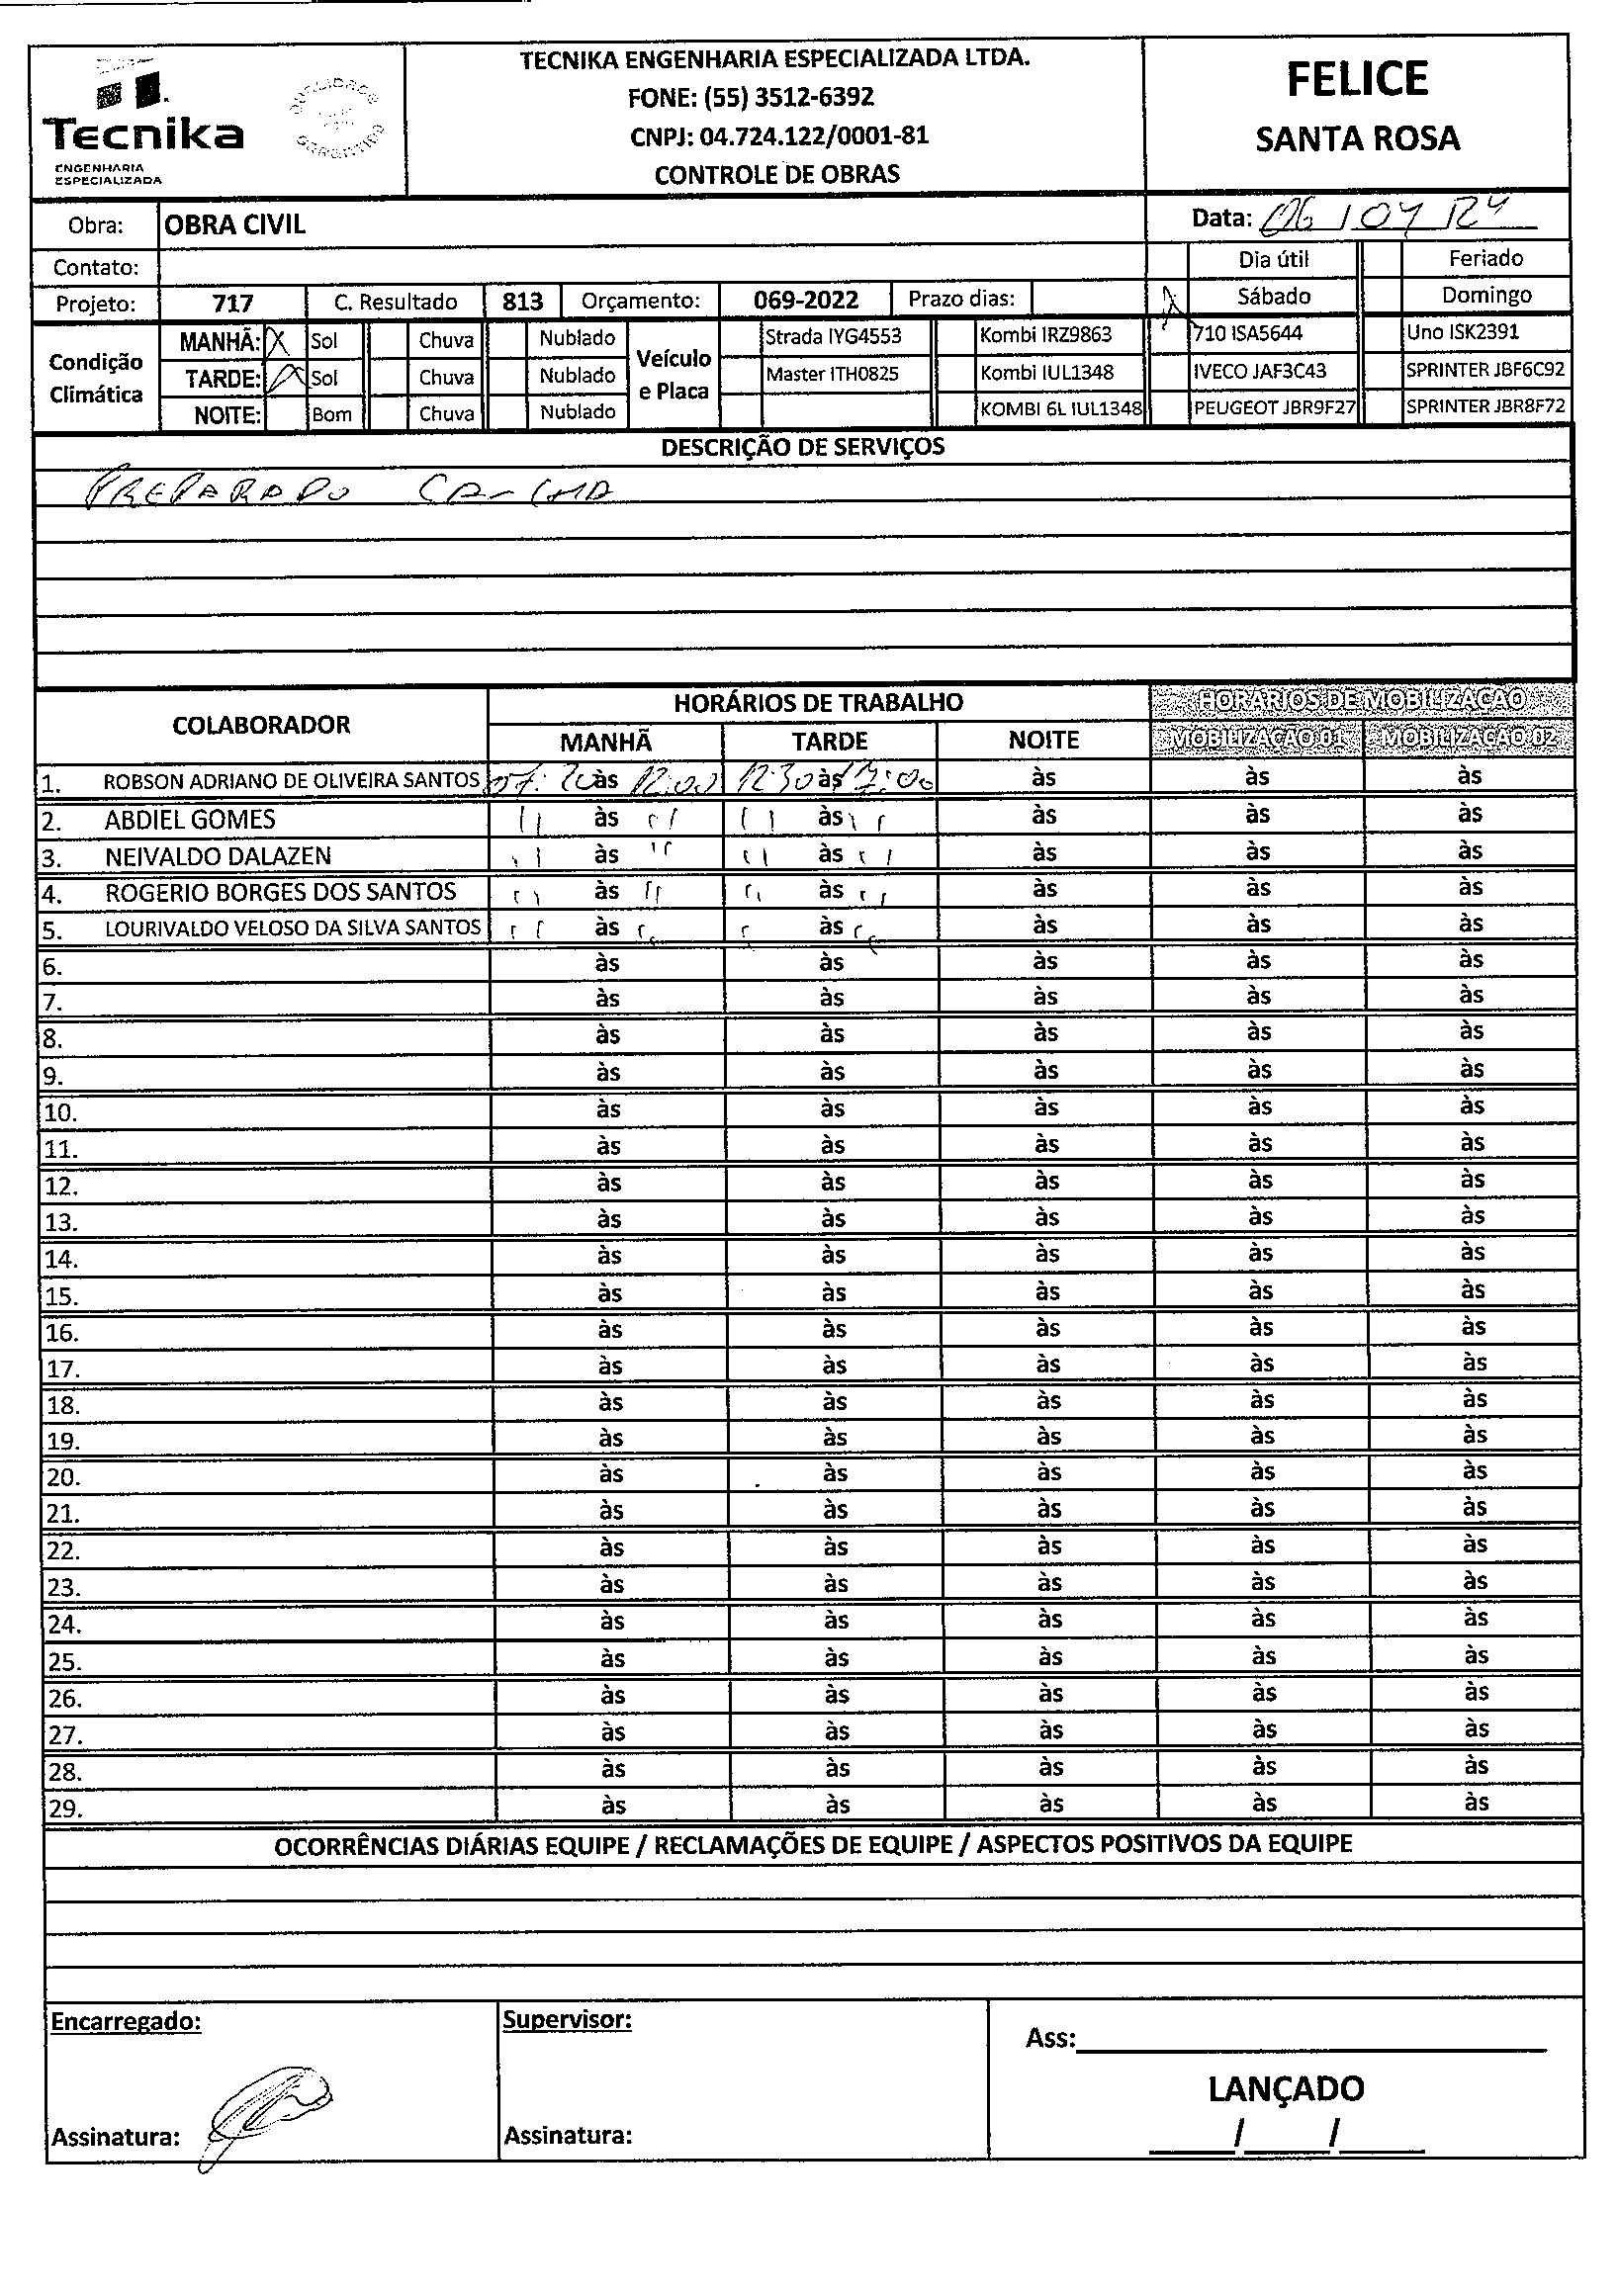 Tecnika
ENGENHARIA
ESPECIALIZADA
QUALIDADE
GARANTIDA
TECNIKA ENGENHARIA ESPECIALIZADA LTDA.
FONE: (55) 3512-6392
CNPJ: 04.724.122/0001-81
CONTROLE DE OBRAS
FELICE
SANTA ROSA
Obra: OBRA CIVIL
Data: 06/04/24
Contato:
Dia útil Feriado
Projeto: 717 C. Resultado 813 Orçamento: 069-2022 Prazo dias: X Sábado Domingo
Condição Climática
MANHÃ: X Sol Chuva Nublado
TARDE: X Sol Chuva Nublado
NOITE: Bom Chuva Nublado
Veículo e Placa
Strada IYG4553 Kombi IRZ9863 710 ISA5644 Uno ISK2391
Master ITH0825 Kombi IUL1348 IVECO JAF3C43 SPRINTER JBF6C92
KOMBI 6L IUL1348 PEUGEOT JBR9F27 SPRINTER JBR8F72
DESCRIÇÃO DE SERVIÇOS
PREPARADO
COLABORADOR HORÁRIOS DE TRABALHO HORÁRIOS DE MOBILIZAÇÃO
MANHÃ TARDE NOITE MOBILIZAÇÃO 01 MOBILIZAÇÃO 02
1. ROBSON ADRIANO DE OLIVEIRA SANTOS às 12:00 12:30 às 17:00 às às às
2. ABDIEL GOMES " às " " às " às às às
3. NEIVALDO DALAZEN " às " " às " às às às
4. ROGERIO BORGES DOS SANTOS " às " " às " às às às
5. LOURIVALDO VELOSO DA SILVA SANTOS " às " " às " às às às
6. às às às às às
7. às às às às às
8. às às às às às
9. às às às às às
10. às às às às às
11. às às às às às
12. às às às às às
13. às às às às às
14. às às às às às
15. às às às às às
16. às às às às às
17. às às às às às
18. às às às às às
19. às às às às às
20. às às às às às
21. às às às às às
22. às às às às às
23. às às às às às
24. às às às às às
25. às às às às às
26. às às às às às
27. às às às às às
28. às às às às às
29. às às às às às
OCORRÊNCIAS DIÁRIAS EQUIPE / RECLAMAÇÕES DE EQUIPE / ASPECTOS POSITIVOS DA EQUIPE
Encarregado:
Assinatura:
Supervisor:
Assinatura:
Ass:
LANÇADO
/ /